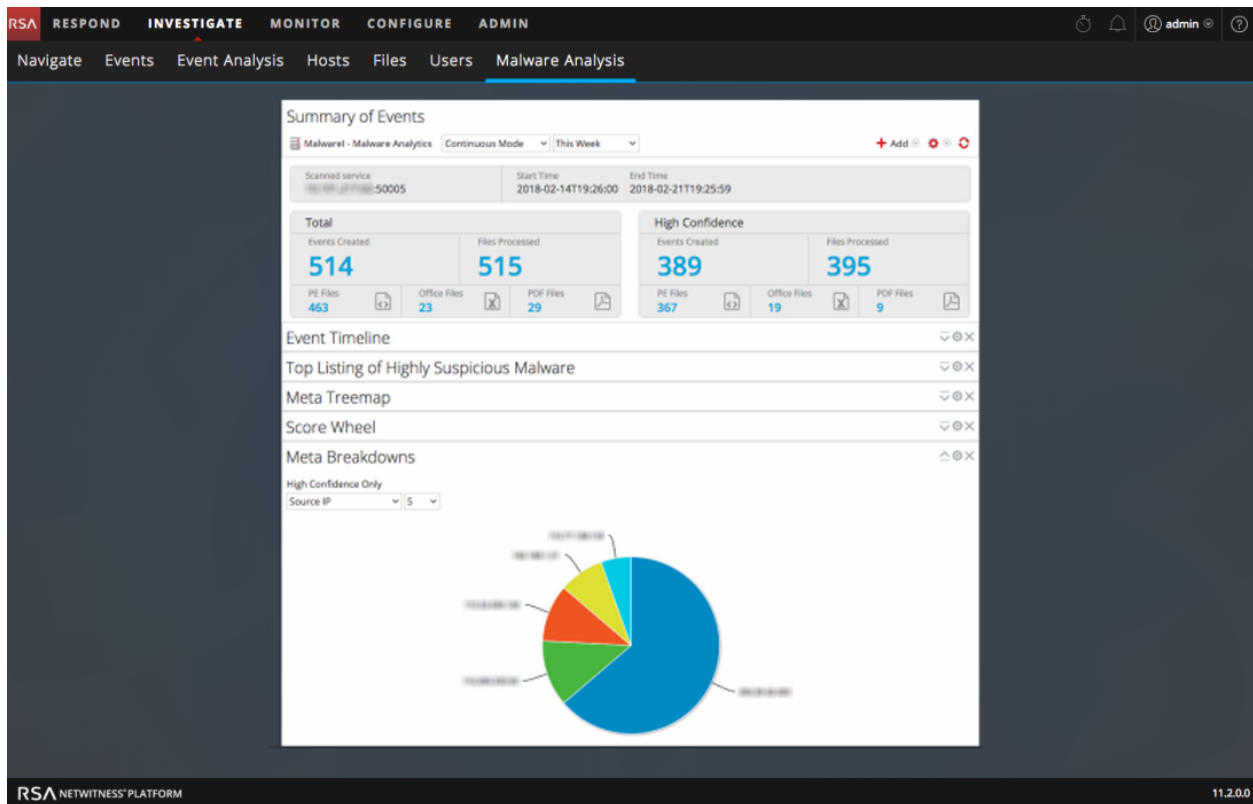 RSA RESPOND INVESTIGATE MONITOR CONFIGURE ADMIN admin
Navigate Events Event Analysis Hosts Files Users Malware Analysis
Summary of Events
Malware1 - Malware Analytics Continuous Mode This Week + Add
Scanned service Start Time End Time
:50005 2018-02-14T19:26:00 2018-02-21T19:25:59
Total
Events Created Files Processed
514 515
PE Files Office Files PDF Files
463 23 29
High Confidence
Events Created Files Processed
389 395
PE Files Office Files PDF Files
367 19 9
Event Timeline
Top Listing of Highly Suspicious Malware
Meta Treemap
Score Wheel
Meta Breakdowns
High Confidence Only
Source IP 5
RSA NETWITNESS® PLATFORM 11.2.0.0